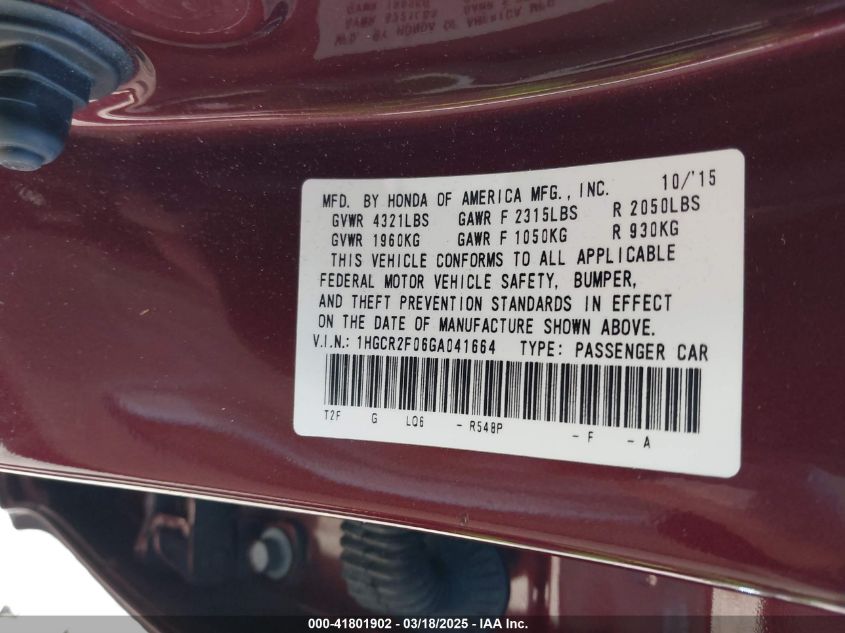 MFD. BY HONDA OF AMERICA MFG., INC. 10/'15
GVWR 4321LBS GAWR F 2315LBS R 2050LBS
GVWR 1960KG GAWR F 1050KG R 930KG
THIS VEHICLE CONFORMS TO ALL APPLICABLE
FEDERAL MOTOR VEHICLE SAFETY, BUMPER,
AND THEFT PREVENTION STANDARDS IN EFFECT
ON THE DATE OF MANUFACTURE SHOWN ABOVE.
V.I.N.: 1HGCR2F06GA041664 TYPE: PASSENGER CAR
T2F G LQ6 - R548P - F - A
000-41801902 / 03/18/2025 - IAA Inc.